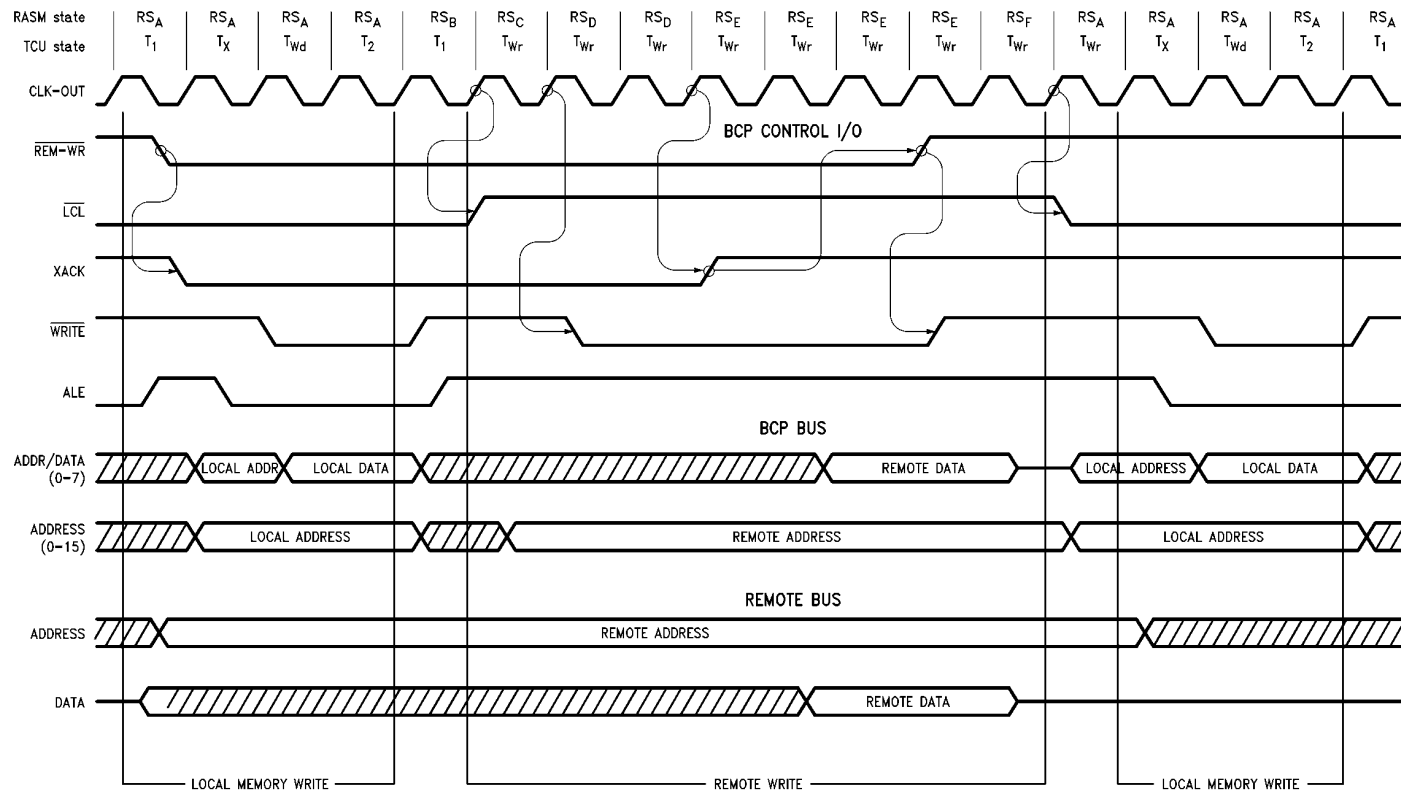 RASM state RSA RSA RSA RSA RSB RSC RSD RSD RSE RSE RSE RSE RSF RSA RSA RSA RSA RSA
TCU state T1 TX TWd T2 T1 TWr TWr TWr TWr TWr TWr TWr TWr TWr TX TWd T2 T1
CLK-OUT
BCP CONTROL I/O
REM-WR
LCL
XACK
WRITE
ALE
BCP BUS
ADDR/DATA (0-7) LOCAL ADDR LOCAL DATA REMOTE DATA LOCAL ADDRESS LOCAL DATA
ADDRESS (0-15) LOCAL ADDRESS REMOTE ADDRESS LOCAL ADDRESS
REMOTE BUS
ADDRESS REMOTE ADDRESS
DATA REMOTE DATA
LOCAL MEMORY WRITE REMOTE WRITE LOCAL MEMORY WRITE